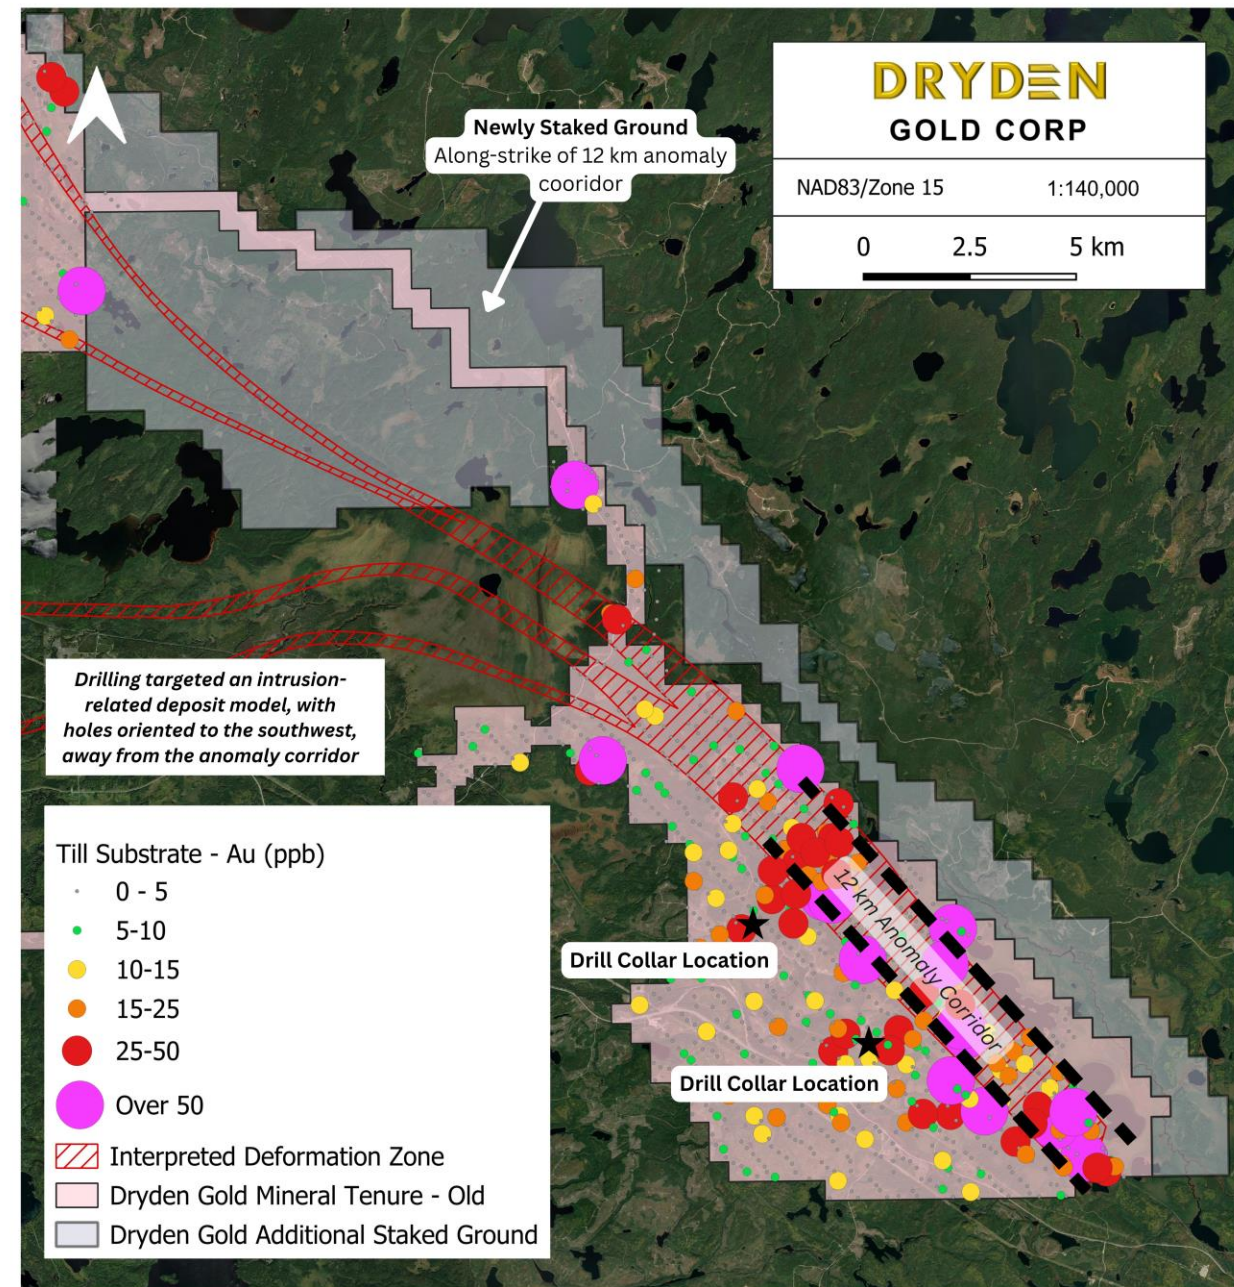 DRYDEN
GOLD CORP
NAD83/Zone 15 1:140,000
0 2.5 5 km
Newly Staked Ground
Along-strike of 12 km anomaly
cooridor
Drilling targeted an intrusion-
related deposit model, with
holes oriented to the southwest,
away from the anomaly corridor
12 km Anomaly Corridor
Drill Collar Location
Drill Collar Location
Till Substrate - Au (ppb)
0 - 5
5-10
10-15
15-25
25-50
Over 50
Interpreted Deformation Zone
Dryden Gold Mineral Tenure - Old
Dryden Gold Additional Staked Ground